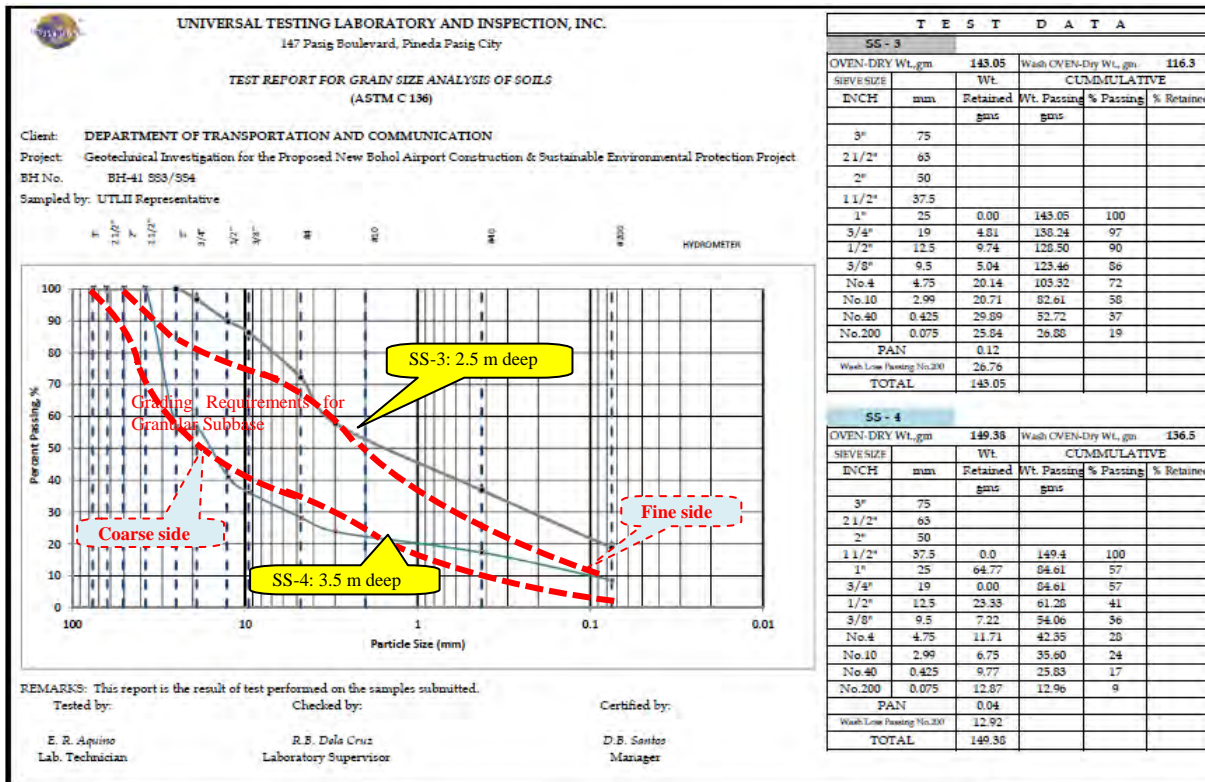 UNIVERSAL TESTING LABORATORY AND INSPECTION, INC.
147 Pasig Boulevard, Pineda Pasig City
TEST REPORT FOR GRAIN SIZE ANALYSIS OF SOILS
(ASTM C 136)
Client: DEPARTMENT OF TRANSPORTATION AND COMMUNICATION
Project: Geotechnical Investigation for the Proposed New Bohol Airport Construction & Sustainable Environmental Protection Project
BH No. BH-41 SS3/SS4
Sampled by: UTLII Representative
3" 2 1/2" 2" 1 1/2" 1" 3/4" 1/2" 3/8" #4 #10 #40 #200 HYDROMETER
100
90
80
70
60
50
40
30
20
10
0
Percent Passing, %
SS-3: 2.5 m deep
Grading Requirements for
Granular Subbase
Coarse side
Fine side
SS-4: 3.5 m deep
100 10 1 0.1 0.01
Particle Size (mm)
REMARKS: This report is the result of test performed on the samples submitted.
Tested by: Checked by: Certified by:
E. R. Aquino R.B. Dela Cruz D.B. Santos
Lab. Technician Laboratory Supervisor Manager
T E S T D A T A
SS - 3
OVEN-DRY Wt.,gm 143.05 Wash OVEN-Dry Wt., gm 116.3
SIEVE SIZE Wt. CUMMULATIVE
INCH mm Retained Wt. Passing % Passing % Retained
gms gms
3" 75
2 1/2" 63
2" 50
1 1/2" 37.5
1" 25 0.00 143.05 100
3/4" 19 4.81 138.24 97
1/2" 12.5 9.74 128.50 90
3/8" 9.5 5.04 123.46 86
No.4 4.75 20.14 103.32 72
No.10 2.99 20.71 82.61 58
No.40 0.425 29.89 52.72 37
No.200 0.075 25.84 26.88 19
PAN 0.12
Wash Loss Passing No.200 26.76
TOTAL 143.05
SS - 4
OVEN-DRY Wt.,gm 149.38 Wash OVEN-Dry Wt., gm 136.5
SIEVE SIZE Wt. CUMMULATIVE
INCH mm Retained Wt. Passing % Passing % Retaine
gms gms
3" 75
2 1/2" 63
2" 50
1 1/2" 37.5 0.0 149.4 100
1" 25 64.77 84.61 57
3/4" 19 0.00 84.61 57
1/2" 12.5 23.33 61.28 41
3/8" 9.5 7.22 54.06 36
No.4 4.75 11.71 42.35 28
No.10 2.99 6.75 35.60 24
No.40 0.425 9.77 25.83 17
No.200 0.075 12.87 12.96 9
PAN 0.04
Wash Loss Passing No.200 12.92
TOTAL 149.38